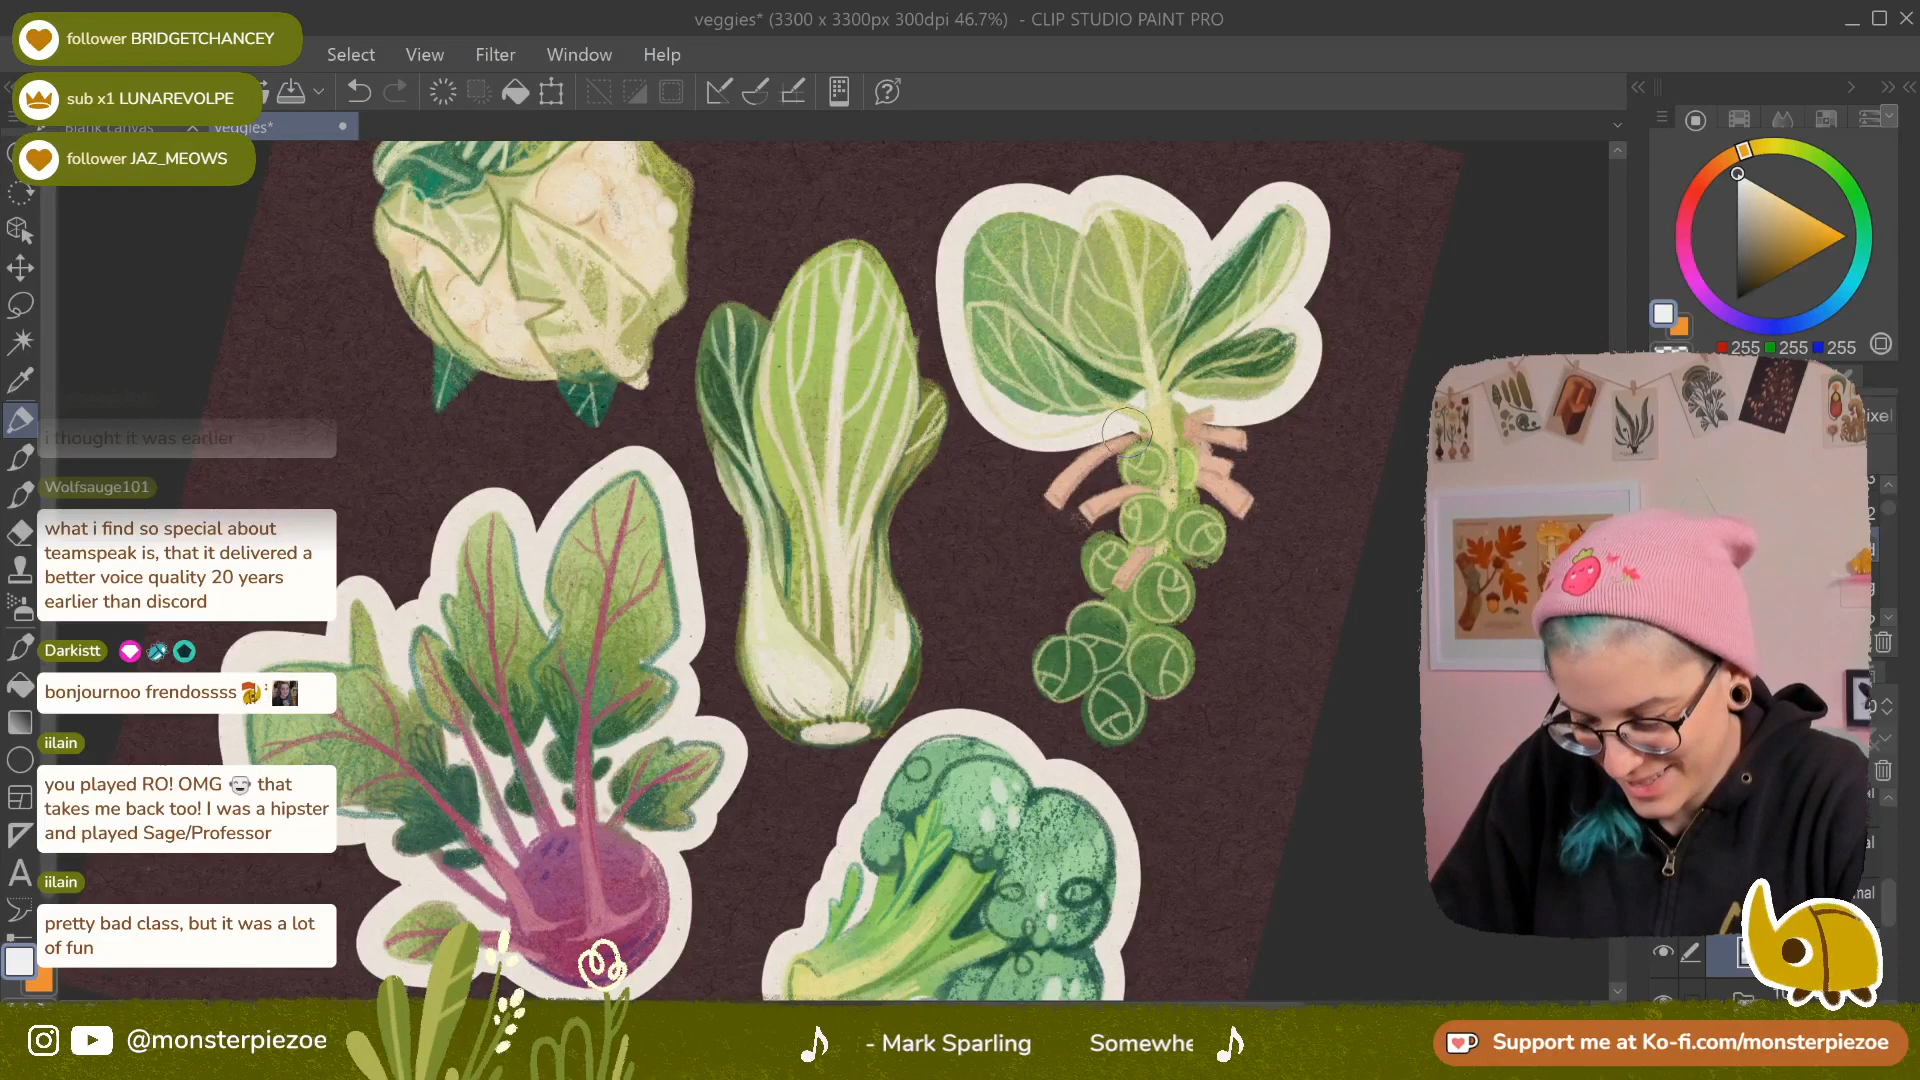 veggies* (3300 x 3300px 300dpi 46.7%) - CLIP STUDIO PAINT PRO
follower BRIDGETCHANCEY
Select View Filter Window Help
sub x1 LUNAREVOLPE
Blank canvas veggies*
follower JAZ_MEOWS
255 255 255
i thought it was earlier
Wolfsauge101
what i find so special about
teamspeak is, that it delivered a
better voice quality 20 years
earlier than discord
Darkistt
bonjournoo frendossss
iilain
you played RO! OMG that
takes me back too! I was a hipster
and played Sage/Professor
iilain
pretty bad class, but it was a lot
of fun
@monsterpiezoe
- Mark Sparling Somewhe
Support me at Ko-fi.com/monsterpiezoe